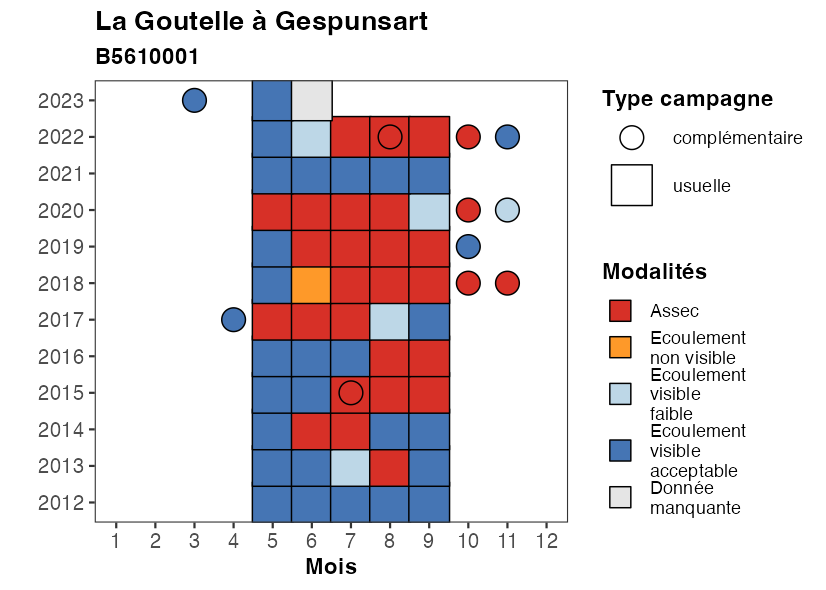 La Goutelle à Gespunsart
B5610001
2023
2022
2021
2020
2019
2018
2017
2016
2015
2014
2013
2012
1 2 3 4 5 6 7 8 9 10 11 12
Mois
Type campagne
complémentaire
usuelle
Modalités
Assec
Ecoulement
non visible
Ecoulement
visible
faible
Ecoulement
visible
acceptable
Donnée
manquante